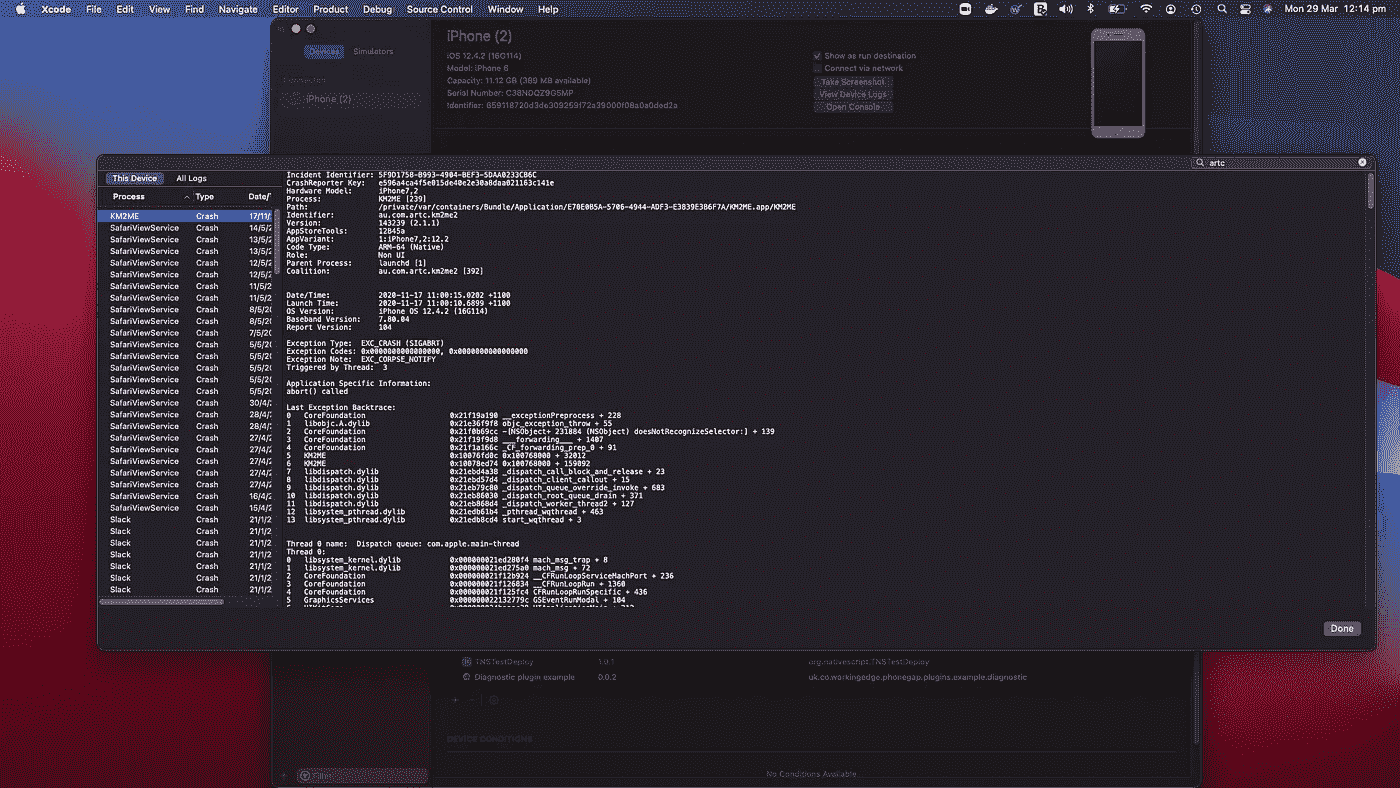 Xcode File Edit View Find Navigate Editor Product Debug Source Control Window Help Mon 29 Mar 12:14 pm
Devices Simulators
iPhone (2)
iOS 12.4.2 (16G114)
Model: iPhone 6
Capacity: 11.12 GB (389 MB available)
Serial Number: C38NDQZ9G5MP
Show as run destination
Connect via network
Take Screenshot
View Device Logs
Open Console
Connected
iPhone (2)
artc
This Device All Logs
Process Type Date/
KM2ME Crash 17/11/
SafariViewService Crash 14/5/2
SafariViewService Crash 13/5/2
SafariViewService Crash 13/5/2
SafariViewService Crash 12/5/2
SafariViewService Crash 12/5/2
SafariViewService Crash 11/5/2
SafariViewService Crash 11/5/2
SafariViewService Crash 8/5/20
SafariViewService Crash 8/5/20
SafariViewService Crash 7/5/20
SafariViewService Crash 5/5/20
SafariViewService Crash 5/5/20
SafariViewService Crash 5/5/20
SafariViewService Crash 5/5/20
SafariViewService Crash 5/5/20
SafariViewService Crash 30/4/2
SafariViewService Crash 28/4/2
SafariViewService Crash 28/4/2
SafariViewService Crash 27/4/2
SafariViewService Crash 27/4/2
SafariViewService Crash 27/4/2
SafariViewService Crash 27/4/2
SafariViewService Crash 27/4/2
SafariViewService Crash 16/4/2
SafariViewService Crash 15/4/2
Slack Crash 21/1/2
Slack Crash 21/1/2
Slack Crash 21/1/2
Slack Crash 21/1/2
Slack Crash 21/1/2
Slack Crash 21/1/2
Slack Crash 21/1/2
Incident Identifier: 5F9D1758-B993-4904-BEF3-5DAA0233CB6C
CrashReporter Key: e596a4ca4f5e015de40e2e30a8daa021163c141e
Hardware Model: iPhone7,2
Process: KM2ME [239]
Path: /private/var/containers/Bundle/Application/E70E0B5A-5706-4944-ADF3-E3839E3B6F7A/KM2ME.app/KM2ME
Identifier: au.com.artc.km2me2
Version: 143239 (2.1.1)
AppStoreTools: 12B45a
AppVariant: 1:iPhone7,2:12.2
Code Type: ARM-64 (Native)
Role: Non UI
Parent Process: launchd [1]
Coalition: au.com.artc.km2me2 [392]
Date/Time: 2020-11-17 11:00:15.0202 +1100
Launch Time: 2020-11-17 11:00:10.6899 +1100
OS Version: iPhone OS 12.4.2 (16G114)
Baseband Version: 7.80.04
Report Version: 104
Exception Type: EXC_CRASH (SIGABRT)
Exception Codes: 0x0000000000000000, 0x0000000000000000
Exception Note: EXC_CORPSE_NOTIFY
Triggered by Thread: 3
Application Specific Information:
abort() called
Last Exception Backtrace:
0 CoreFoundation 0x21f19a190 __exceptionPreprocess + 228
1 libobjc.A.dylib 0x21e36f9f8 objc_exception_throw + 55
2 CoreFoundation 0x21f0b69cc -[NSObject+ 231884 (NSObject) doesNotRecognizeSelector:] + 139
3 CoreFoundation 0x21f19f9d8 ___forwarding___ + 1407
4 CoreFoundation 0x21f1a166c _CF_forwarding_prep_0 + 91
5 KM2ME 0x10076fd0c 0x100768000 + 32012
6 KM2ME 0x10078ed74 0x100768000 + 159092
7 libdispatch.dylib 0x21ebd4a38 _dispatch_call_block_and_release + 23
8 libdispatch.dylib 0x21ebd57d4 _dispatch_client_callout + 15
9 libdispatch.dylib 0x21eb79c80 _dispatch_queue_override_invoke + 683
10 libdispatch.dylib 0x21eb86030 _dispatch_root_queue_drain + 371
11 libdispatch.dylib 0x21eb868d4 _dispatch_worker_thread2 + 127
12 libsystem_pthread.dylib 0x21edb61b4 _pthread_wqthread + 463
13 libsystem_pthread.dylib 0x21edb8cd4 start_wqthread + 3
Thread 0 name: Dispatch queue: com.apple.main-thread
Thread 0:
0 libsystem_kernel.dylib 0x000000021ed280f4 mach_msg_trap + 8
1 libsystem_kernel.dylib 0x000000021ed275a0 mach_msg + 72
2 CoreFoundation 0x000000021f12b924 __CFRunLoopServiceMachPort + 236
3 CoreFoundation 0x000000021f126834 __CFRunLoopRun + 1360
4 CoreFoundation 0x000000021f125fc4 CFRunLoopRunSpecific + 436
5 GraphicsServices 0x000000022132779c GSEventRunModal + 104
Done
TNSTestDeploy 1.0.1 org.nativescript.TNSTestDeploy
Diagnostic plugin example 0.0.2 uk.co.workingedge.phonegap.plugins.example.diagnostic
DEVICE CONDITIONS
No Conditions Available
Filter